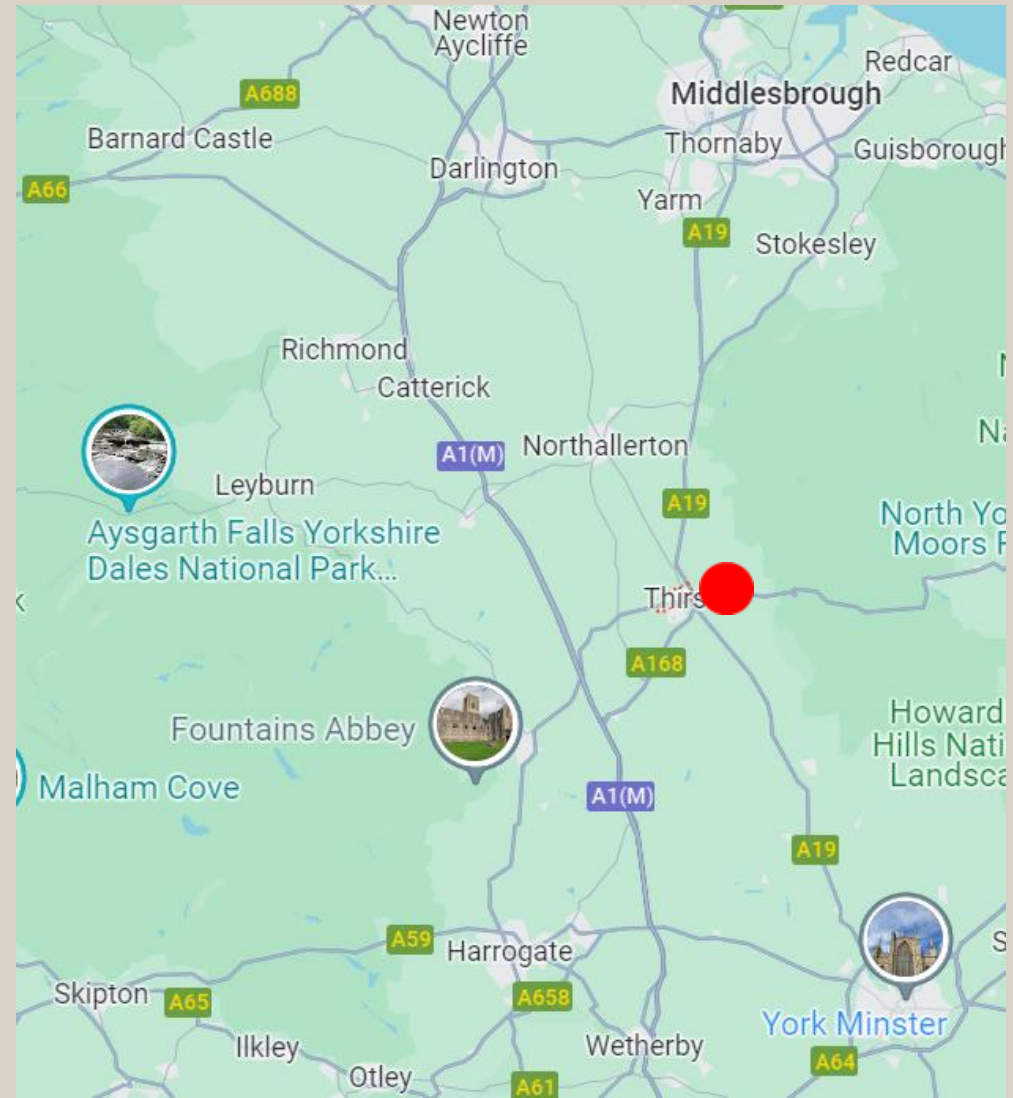 Newton
Aycliffe
Redcar
A688
Middlesbrough
Barnard Castle
Thornaby
Guisborough
Darlington
A66
Yarm
A19
Stokesley
Richmond
Catterick
Northallerton
A1(M)
Leyburn
A19
North Yo
Moors
Aysgarth Falls Yorkshire
Dales National Park...
Thirs
A168
Fountains Abbey
Howard
Hills Nati
Landsca
Malham Cove
A1(M)
A19
A59
Harrogate
Skipton
A65
A658
York Minster
Ilkley
Wetherby
A64
Otley
A61